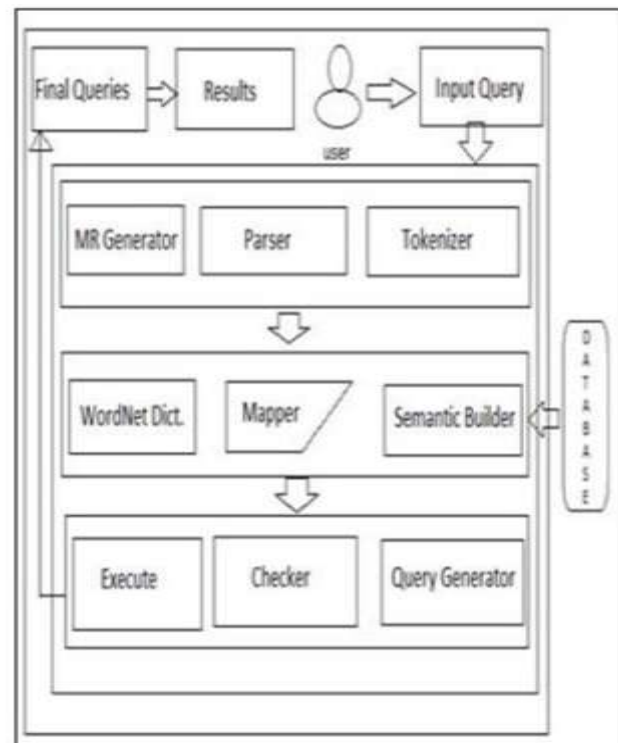 Final Queries
Results
user
Input Query
MR Generator
Parser
Tokenizer
WordNet Dict.
Mapper
Semantic Builder
DATABASE
Execute
Checker
Query Generator